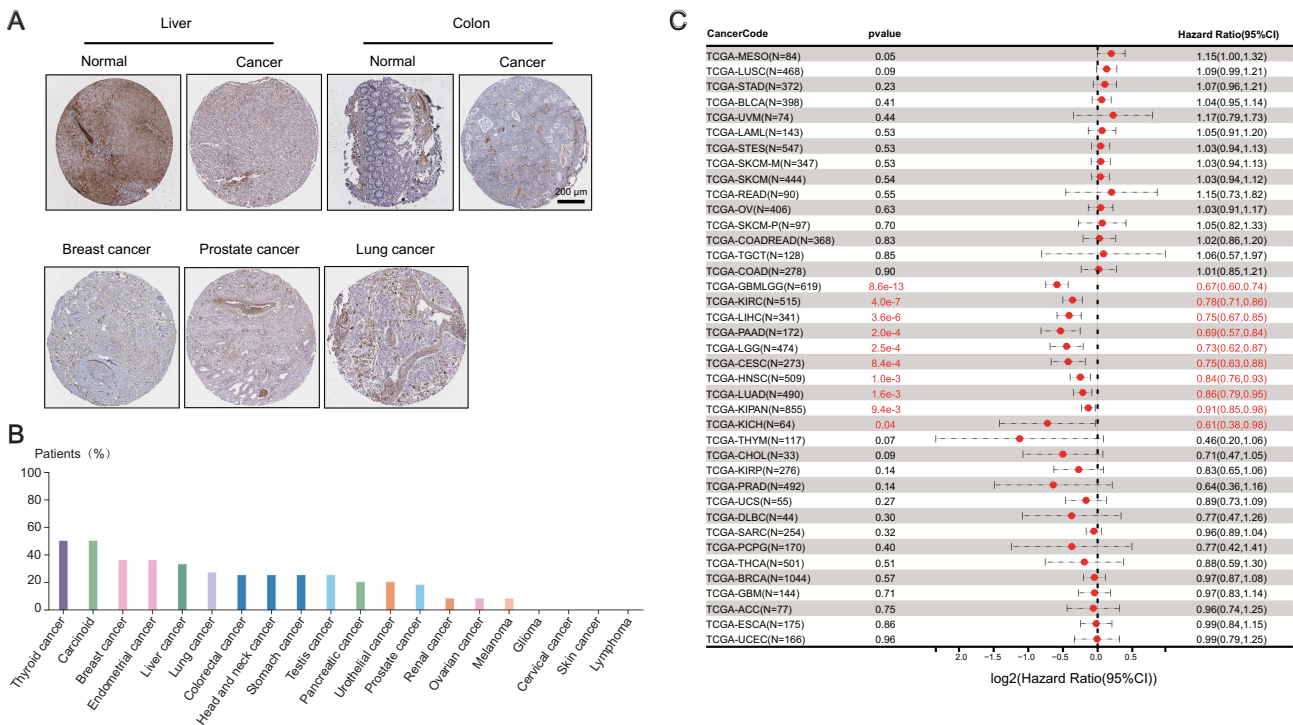 A
Liver
Colon
Normal
Cancer
Normal
Cancer
200 µm
Breast cancer
Prostate cancer
Lung cancer
B
Patients（%）
100
80
60
40
20
0
Thyroid cancer
Carcinoid
Breast cancer
Endometrial cancer
Liver cancer
Lung cancer
Colorectal cancer
Head and neck cancer
Stomach cancer
Testis cancer
Pancreatic cancer
Urothelial cancer
Prostate cancer
Renal cancer
Ovarian cancer
Melanoma
Glioma
Cervical cancer
Skin cancer
Lymphoma
C
CancerCode pvalue Hazard Ratio(95%CI)
TCGA-MESO(N=84) 0.05 1.15(1.00,1.32)
TCGA-LUSC(N=468) 0.09 1.09(0.99,1.21)
TCGA-STAD(N=372) 0.23 1.07(0.96,1.21)
TCGA-BLCA(N=398) 0.41 1.04(0.95,1.14)
TCGA-UVM(N=74) 0.44 1.17(0.79,1.73)
TCGA-LAML(N=143) 0.53 1.05(0.91,1.20)
TCGA-STES(N=547) 0.53 1.03(0.94,1.13)
TCGA-SKCM-M(N=347) 0.53 1.03(0.94,1.13)
TCGA-SKCM(N=444) 0.54 1.03(0.94,1.12)
TCGA-READ(N=90) 0.55 1.15(0.73,1.82)
TCGA-OV(N=406) 0.63 1.03(0.91,1.17)
TCGA-SKCM-P(N=97) 0.70 1.05(0.82,1.33)
TCGA-COADREAD(N=368) 0.83 1.02(0.86,1.20)
TCGA-TGCT(N=128) 0.85 1.06(0.57,1.97)
TCGA-COAD(N=278) 0.90 1.01(0.85,1.21)
TCGA-GBMLGG(N=619) 8.6e-13 0.67(0.60,0.74)
TCGA-KIRC(N=515) 4.0e-7 0.78(0.71,0.86)
TCGA-LIHC(N=341) 3.6e-6 0.75(0.67,0.85)
TCGA-PAAD(N=172) 2.0e-4 0.69(0.57,0.84)
TCGA-LGG(N=474) 2.5e-4 0.73(0.62,0.87)
TCGA-CESC(N=273) 8.4e-4 0.75(0.63,0.88)
TCGA-HNSC(N=509) 1.0e-3 0.84(0.76,0.93)
TCGA-LUAD(N=490) 1.6e-3 0.86(0.79,0.95)
TCGA-KIPAN(N=855) 9.4e-3 0.91(0.85,0.98)
TCGA-KICH(N=64) 0.04 0.61(0.38,0.98)
TCGA-THYM(N=117) 0.07 0.46(0.20,1.06)
TCGA-CHOL(N=33) 0.09 0.71(0.47,1.05)
TCGA-KIRP(N=276) 0.14 0.83(0.65,1.06)
TCGA-PRAD(N=492) 0.14 0.64(0.36,1.16)
TCGA-UCS(N=55) 0.27 0.89(0.73,1.09)
TCGA-DLBC(N=44) 0.30 0.77(0.47,1.26)
TCGA-SARC(N=254) 0.32 0.96(0.89,1.04)
TCGA-PCPG(N=170) 0.40 0.77(0.42,1.41)
TCGA-THCA(N=501) 0.51 0.88(0.59,1.30)
TCGA-BRCA(N=1044) 0.57 0.97(0.87,1.08)
TCGA-GBM(N=144) 0.71 0.97(0.83,1.14)
TCGA-ACC(N=77) 0.75 0.96(0.74,1.25)
TCGA-ESCA(N=175) 0.86 0.99(0.84,1.15)
TCGA-UCEC(N=166) 0.96 0.99(0.79,1.25)
2.0 −1.5 −1.0 −0.5 0.0 0.5
log2(Hazard Ratio(95%CI))